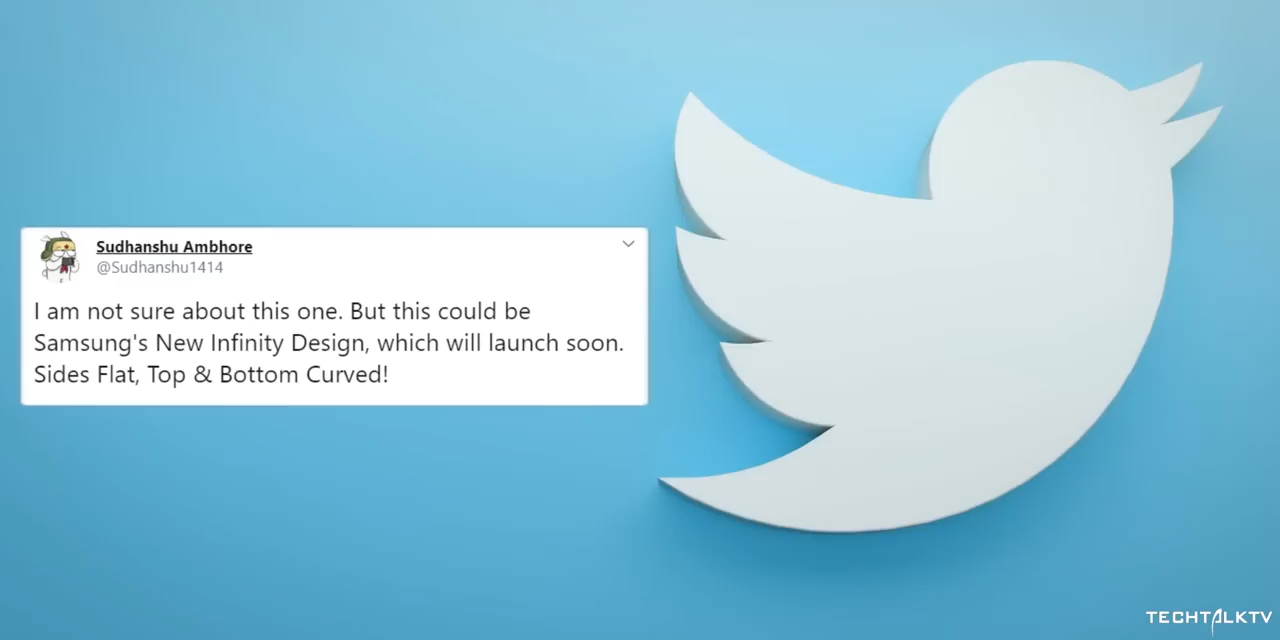 Sudhanshu Ambhore
@Sudhanshu1414
I am not sure about this one. But this could be
Samsung's New Infinity Design, which will launch soon.
Sides Flat, Top & Bottom Curved!
TECHTALKTV